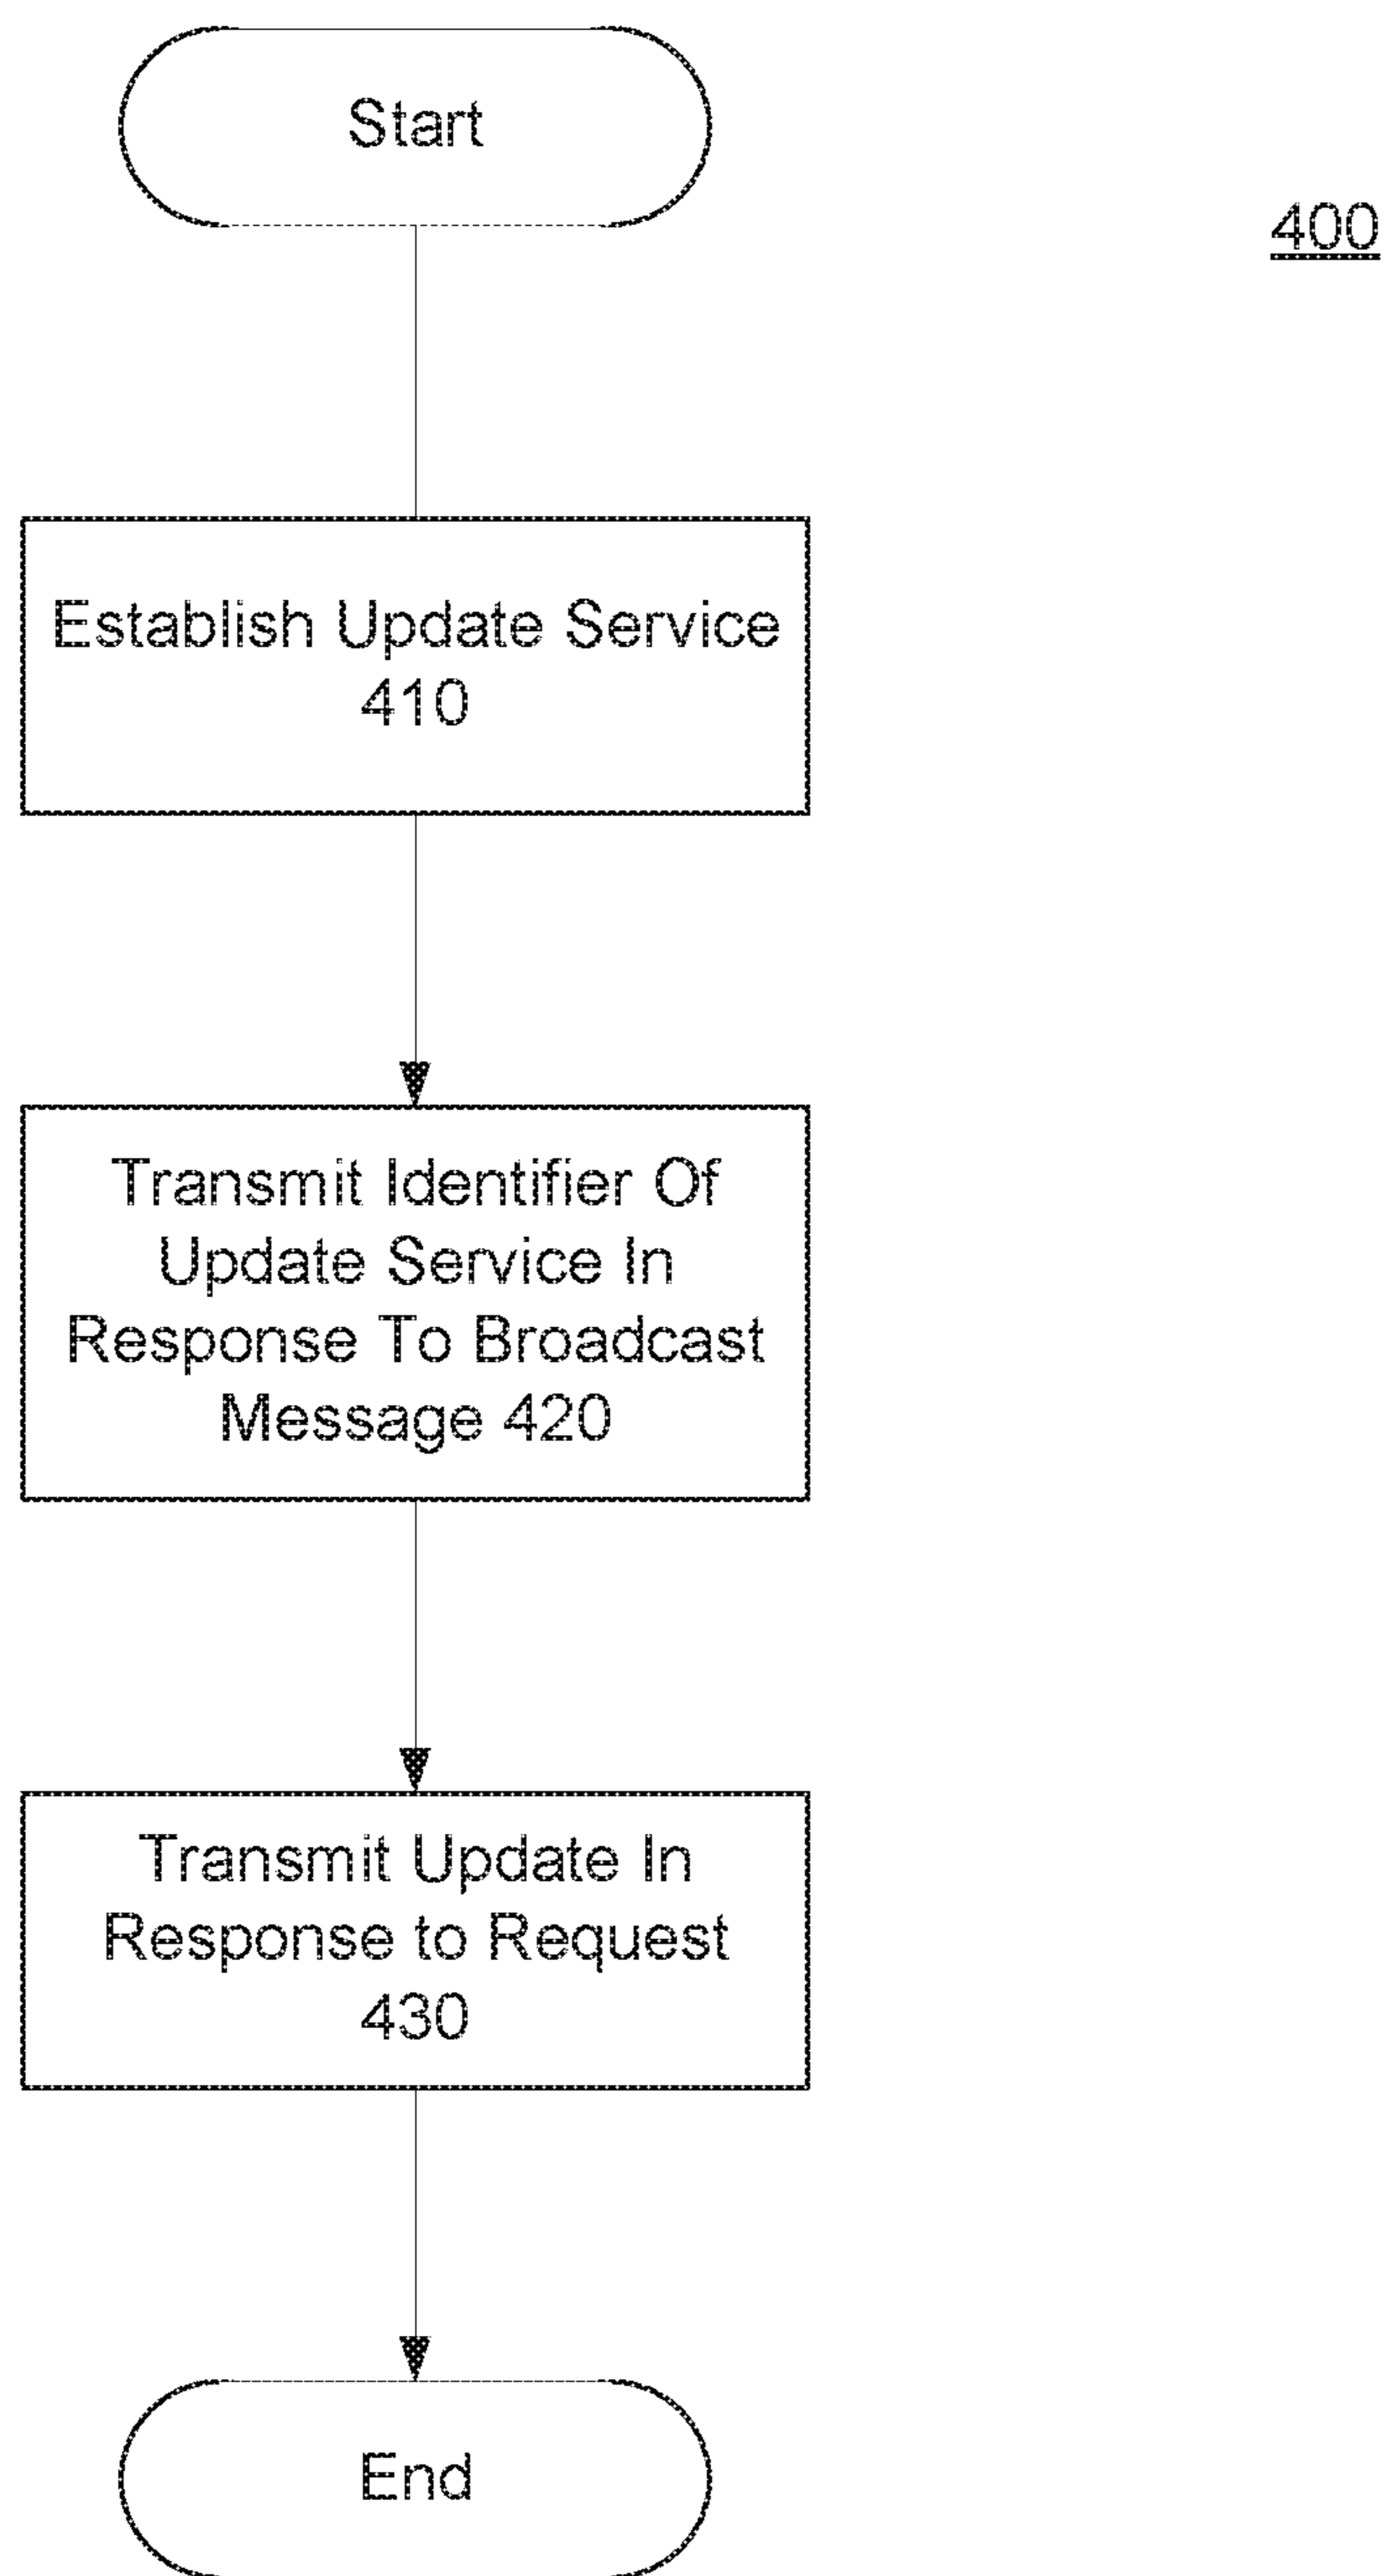 Start
400
Establish Update Service
410
Transmit Identifier Of
Update Service In
Response To Broadcast
Message 420
Transmit Update In
Response to Request
430
End